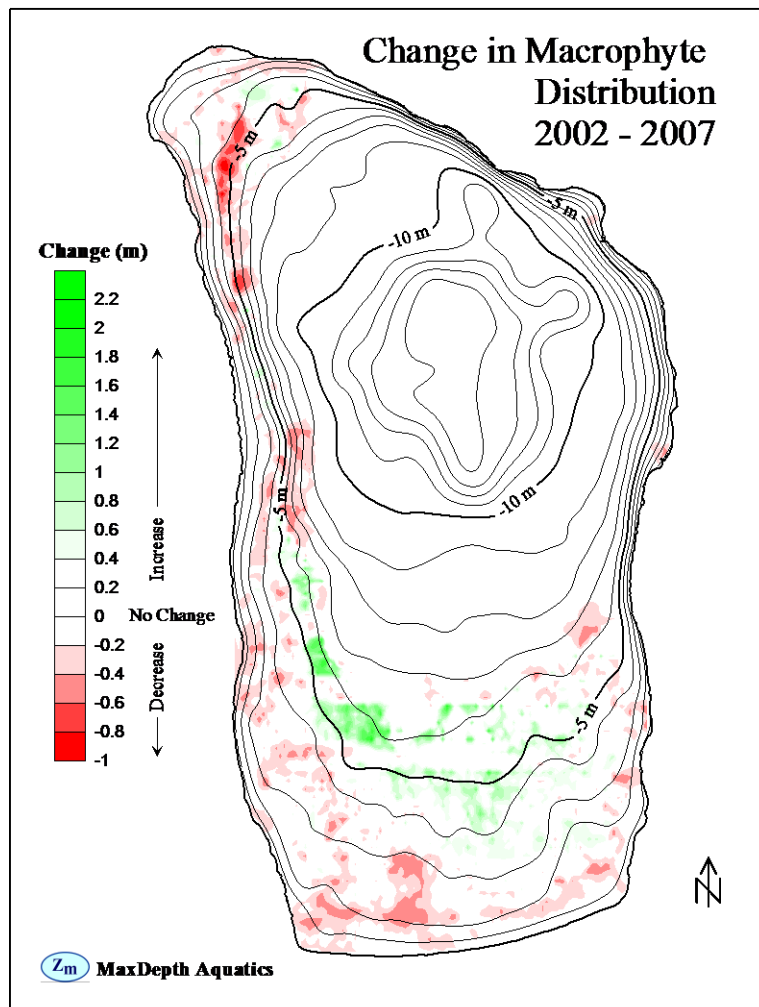 Change in Macrophyte
Distribution
2002 - 2007
-5 m
-5 m
-10 m
Change (m)
2.2
2
1.8
1.6
1.4
1.2
1
0.8
0.6
0.4
0.2
0
-0.2
-0.4
-0.6
-0.8
-1
Increase
No Change
Decrease
-10 m
-5 m
-5 m
N
Zm MaxDepth Aquatics